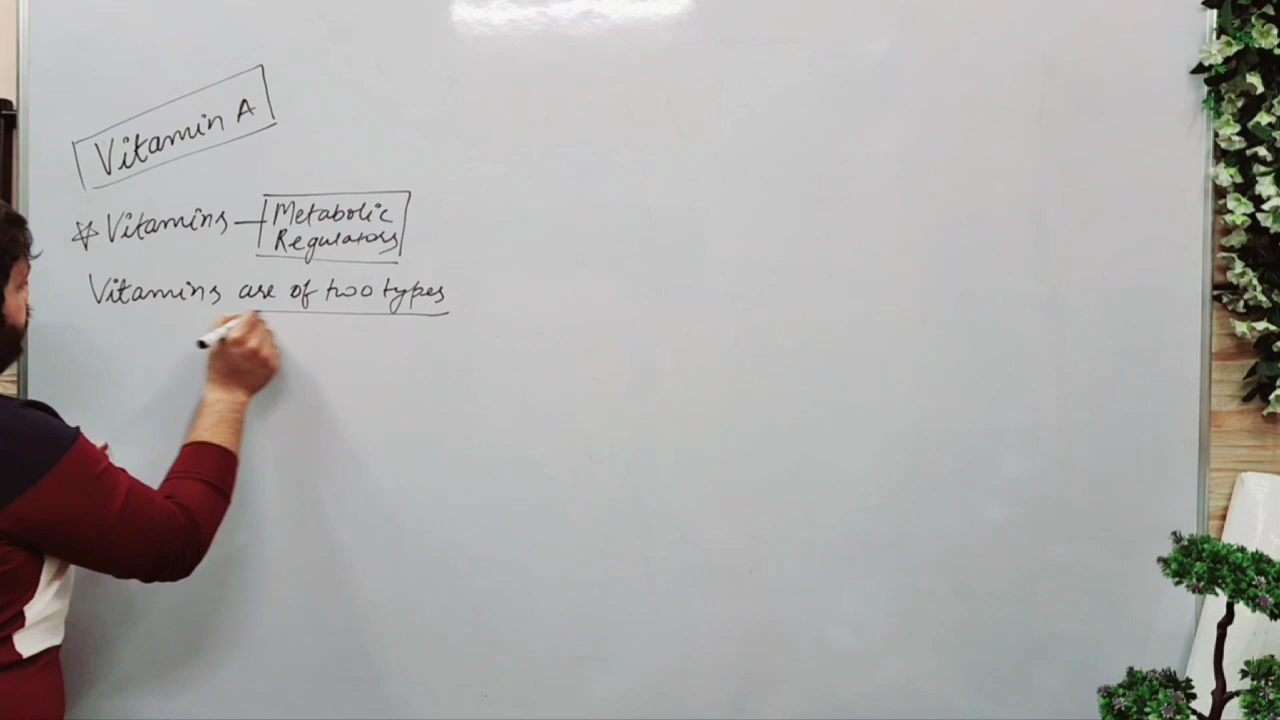 Vitamin A
☆ Vitamins — Metabolic
Regulators
Vitamins are of two types